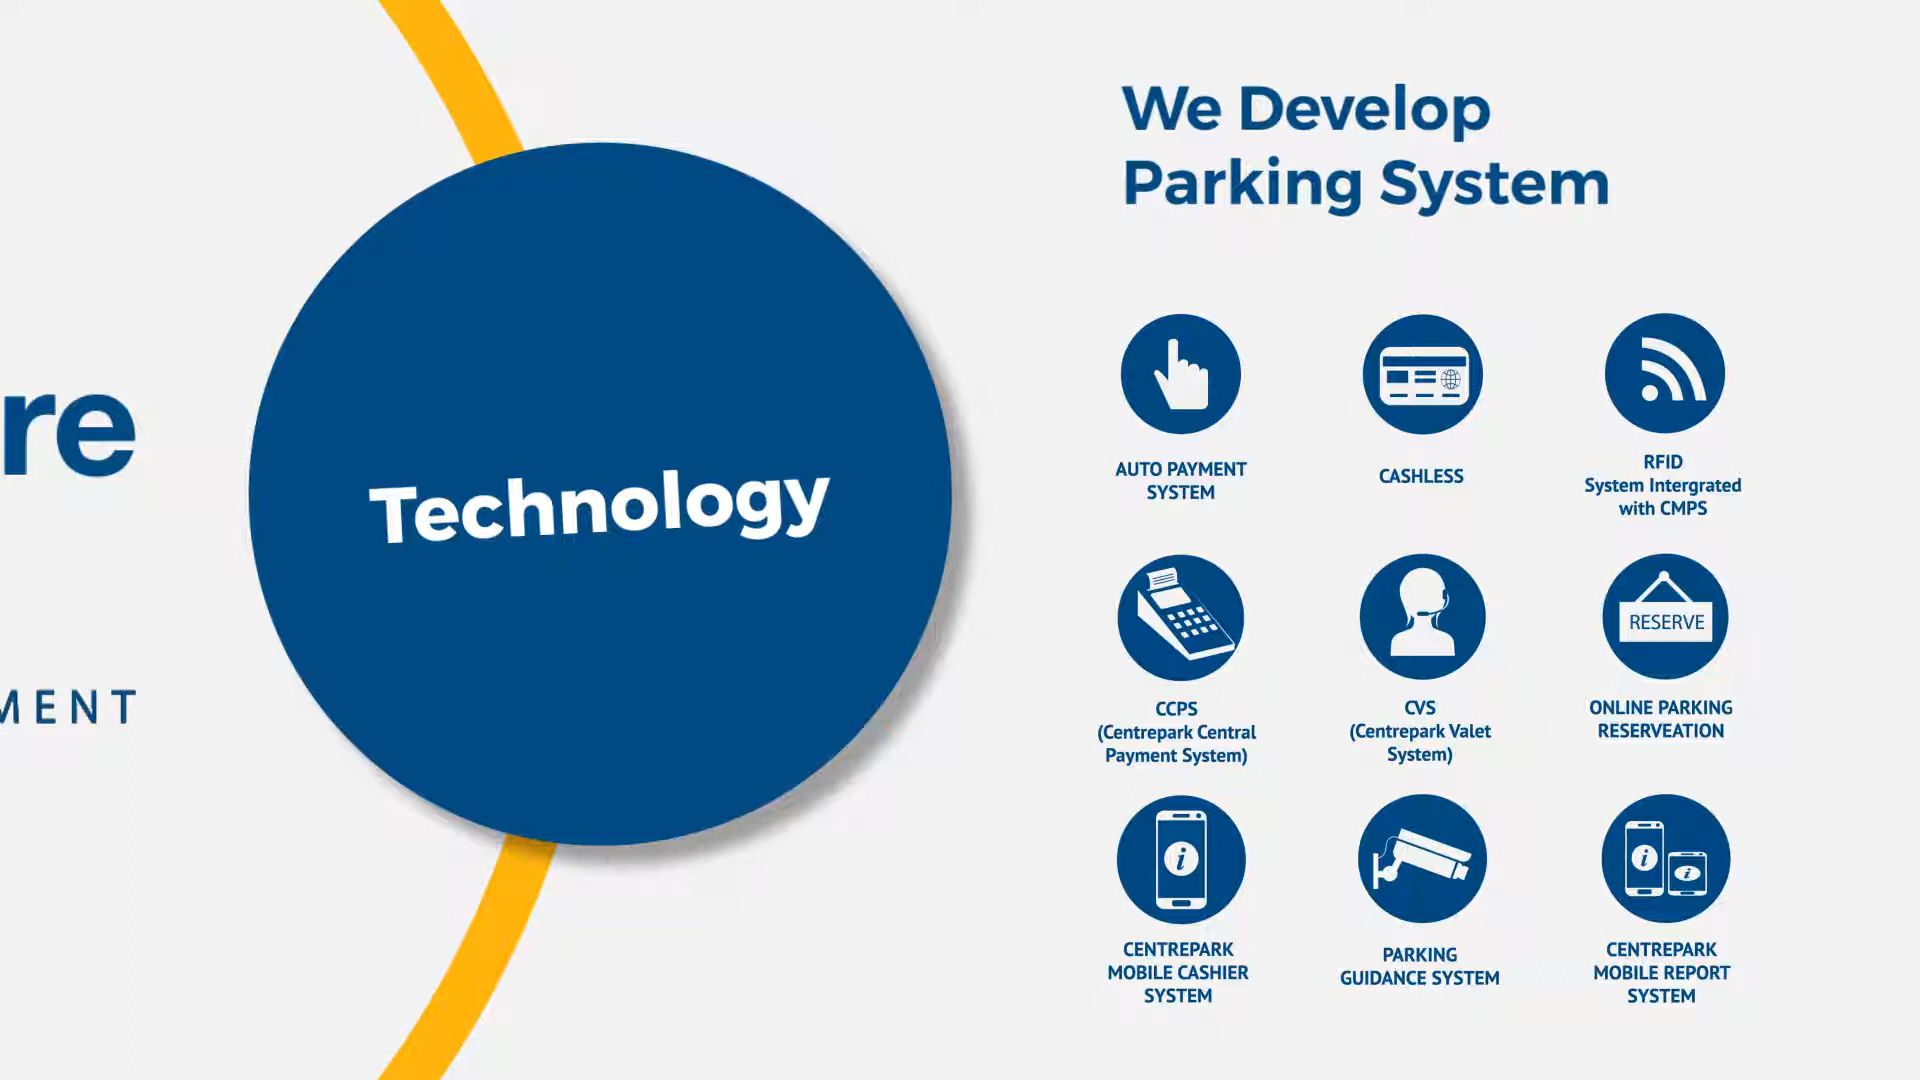 re
MENT
Technology
We Develop
Parking System
AUTO PAYMENT
SYSTEM
CASHLESS
RFID
System Intergrated
with CMPS
CCPS
(Centrepark Central
Payment System)
CVS
(Centrepark Valet
System)
RESERVE
ONLINE PARKING
RESERVEATION
i
CENTREPARK
MOBILE CASHIER
SYSTEM
PARKING
GUIDANCE SYSTEM
i
i
CENTREPARK
MOBILE REPORT
SYSTEM